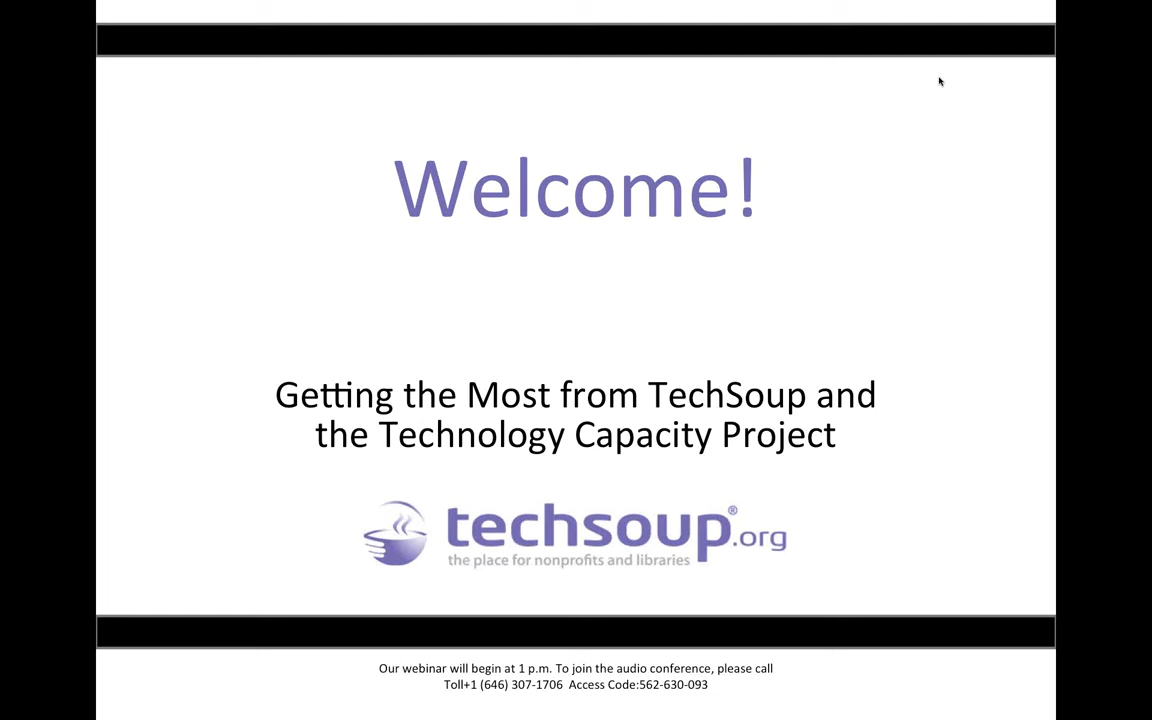 Welcome!
Getting the Most from TechSoup and
the Technology Capacity Project
techsoup®.org
the place for nonprofits and libraries
Our webinar will begin at 1 p.m. To join the audio conference, please call
Toll+1 (646) 307-1706  Access Code:562-630-093